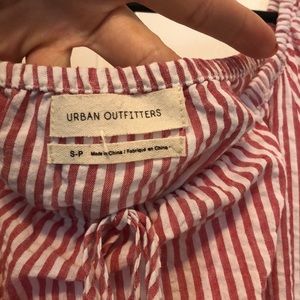 URBAN OUTFITTERS
S-P Made in China / Fabriqué en Chine